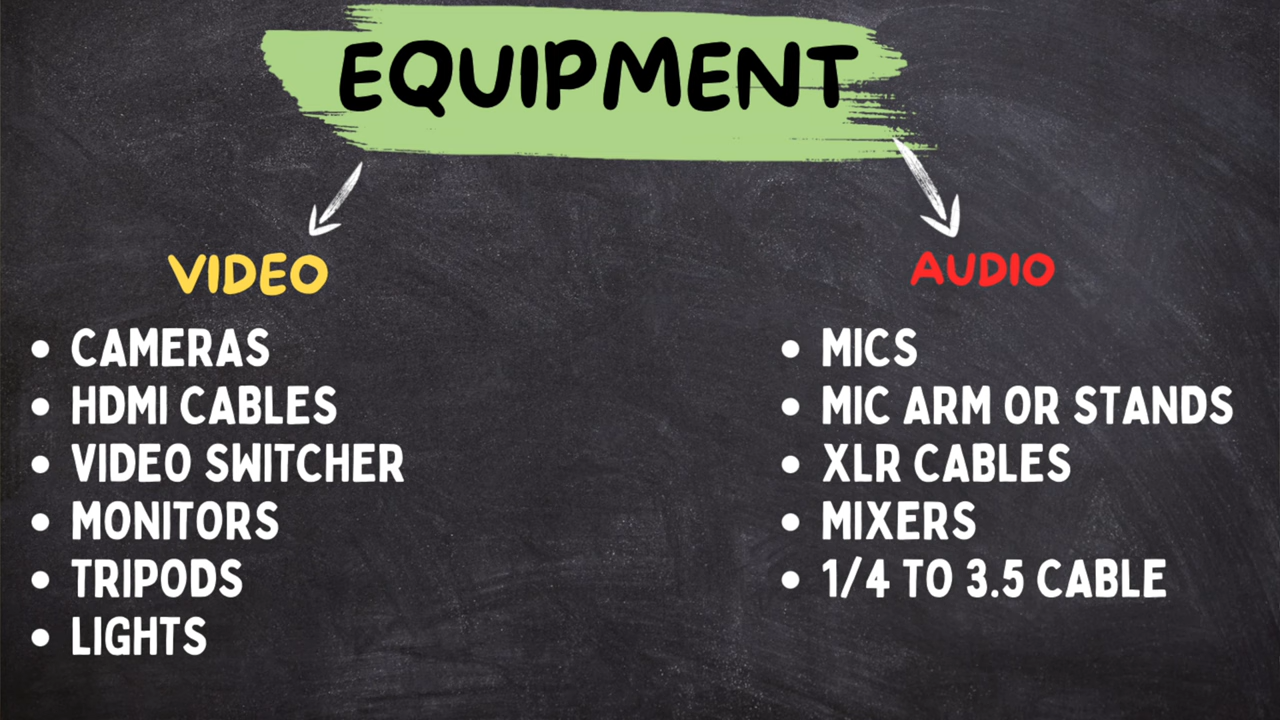 EQUIPMENT
VIDEO
• CAMERAS
• HDMI CABLES
• VIDEO SWITCHER
• MONITORS
• TRIPODS
• LIGHTS
AUDIO
• MICS
• MIC ARM OR STANDS
• XLR CABLES
• MIXERS
• 1/4 TO 3.5 CABLE